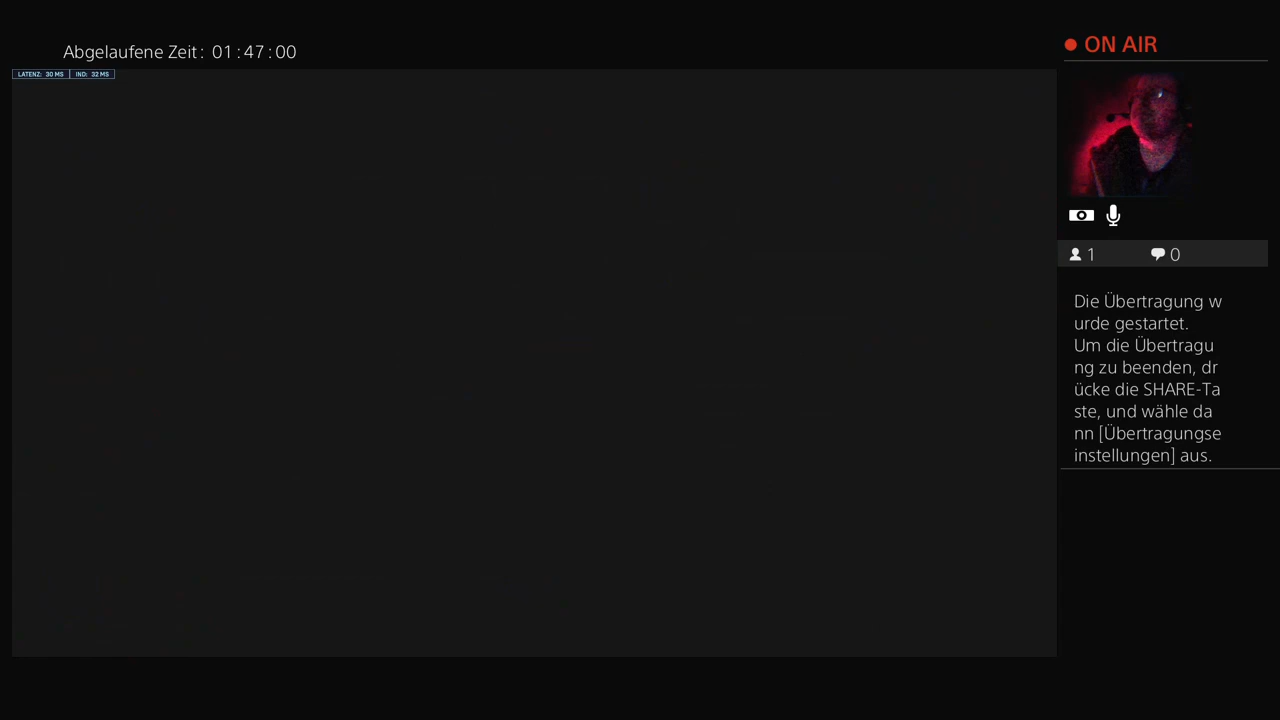 Abgelaufene Zeit: 01:47:00
ON AIR
LATENZ: 30 MS IND: 32 MS
1 0
Die Übertragung w
urde gestartet.
Um die Übertragu
ng zu beenden, dr
ücke die SHARE-Ta
ste, und wähle da
nn [Übertragungse
instellungen] aus.